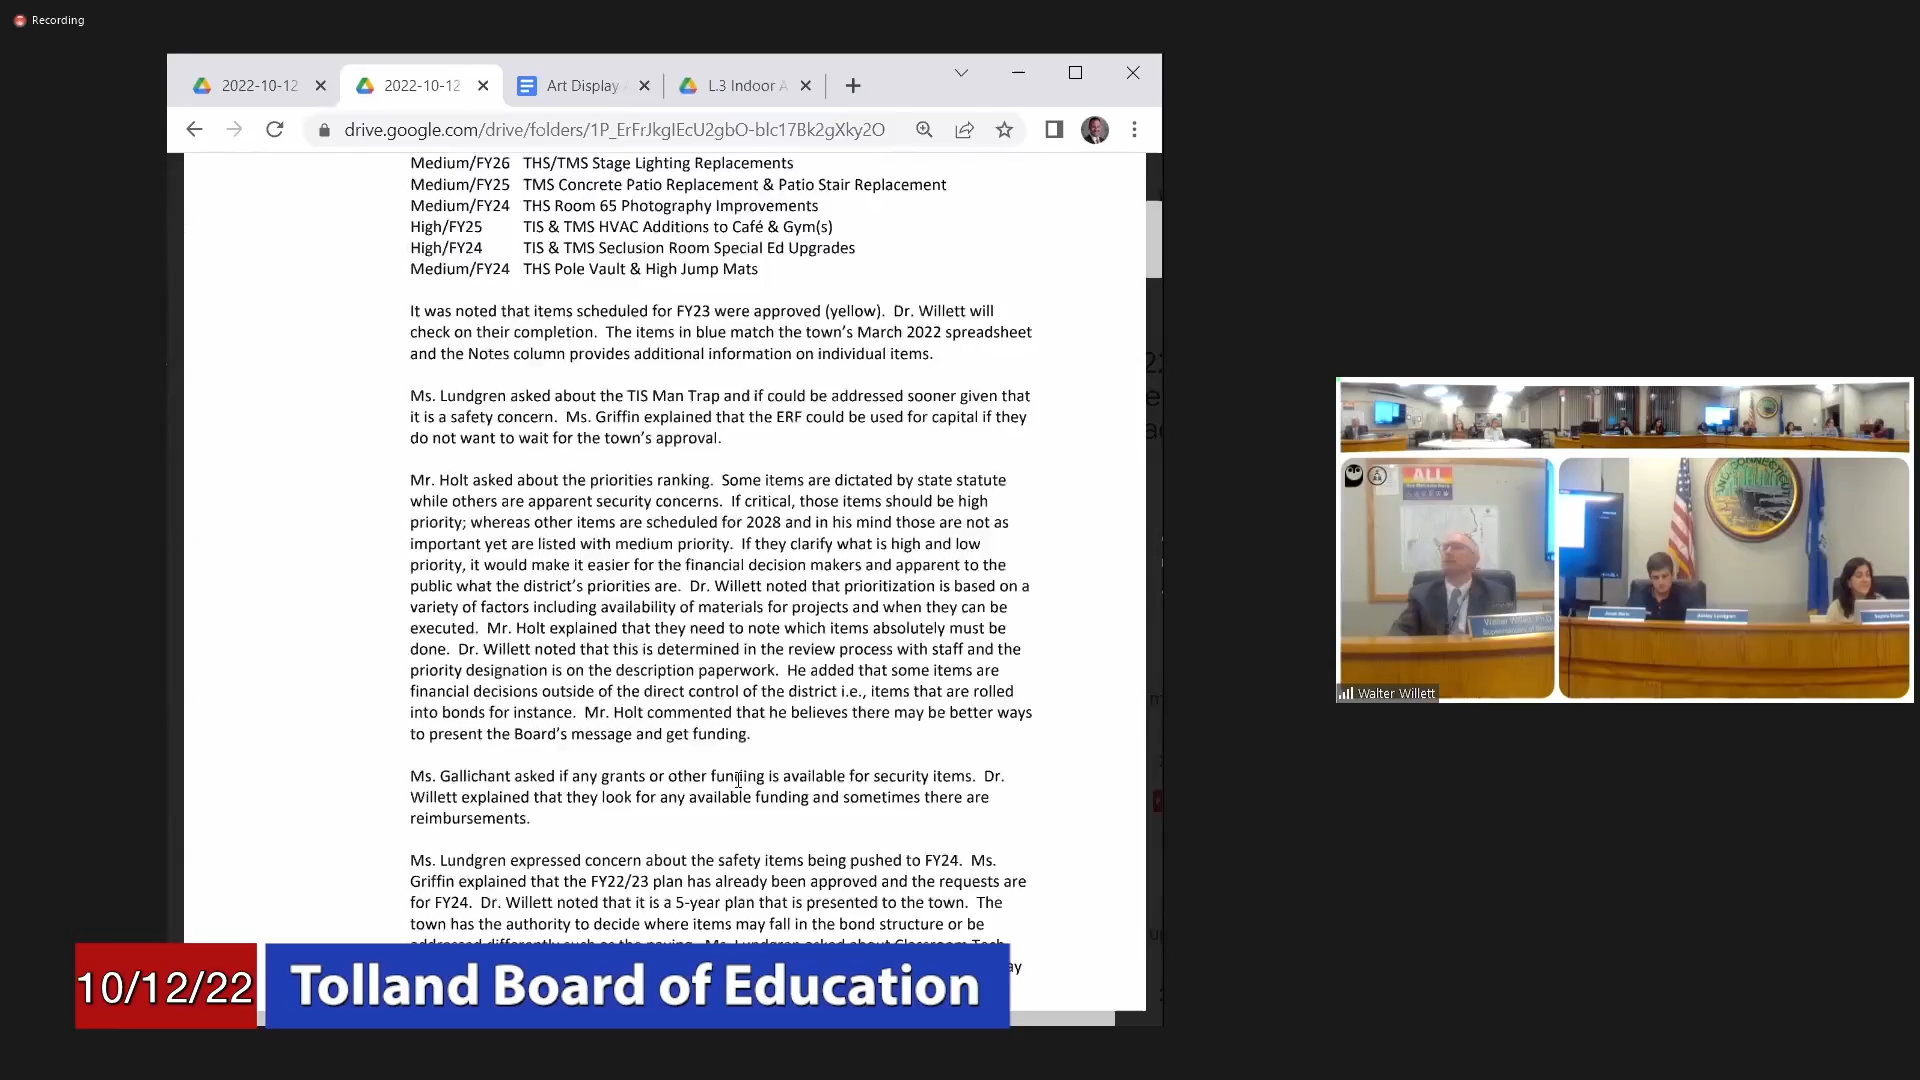 Recording
2022-10-12
2022-10-12
Art Display
L.3 Indoor A
drive.google.com/drive/folders/1P_ErFrJkgIEcU2gbO-blc17Bk2gXky2O
Medium/FY26 THS/TMS Stage Lighting Replacements
Medium/FY25 TMS Concrete Patio Replacement & Patio Stair Replacement
Medium/FY24 THS Room 65 Photography Improvements
High/FY25 TIS & TMS HVAC Additions to Café & Gym(s)
High/FY24 TIS & TMS Seclusion Room Special Ed Upgrades
Medium/FY24 THS Pole Vault & High Jump Mats
It was noted that items scheduled for FY23 were approved (yellow). Dr. Willett will
check on their completion. The items in blue match the town’s March 2022 spreadsheet
and the Notes column provides additional information on individual items.
Ms. Lundgren asked about the TIS Man Trap and if could be addressed sooner given that
it is a safety concern. Ms. Griffin explained that the ERF could be used for capital if they
do not want to wait for the town’s approval.
Mr. Holt asked about the priorities ranking. Some items are dictated by state statute
while others are apparent security concerns. If critical, those items should be high
priority; whereas other items are scheduled for 2028 and in his mind those are not as
important yet are listed with medium priority. If they clarify what is high and low
priority, it would make it easier for the financial decision makers and apparent to the
public what the district’s priorities are. Dr. Willett noted that prioritization is based on a
variety of factors including availability of materials for projects and when they can be
executed. Mr. Holt explained that they need to note which items absolutely must be
done. Dr. Willett noted that this is determined in the review process with staff and the
priority designation is on the description paperwork. He added that some items are
financial decisions outside of the direct control of the district i.e., items that are rolled
into bonds for instance. Mr. Holt commented that he believes there may be better ways
to present the Board’s message and get funding.
Ms. Gallichant asked if any grants or other funding is available for security items. Dr.
Willett explained that they look for any available funding and sometimes there are
reimbursements.
Ms. Lundgren expressed concern about the safety items being pushed to FY24. Ms.
Griffin explained that the FY22/23 plan has already been approved and the requests are
for FY24. Dr. Willett noted that it is a 5-year plan that is presented to the town. The
town has the authority to decide where items may fall in the bond structure or be
ay
10/12/22
Tolland Board of Education
ALL
CONNECTICUT
Ashley Lundgren
Walter Willett, Ph.D.
Walter Willett